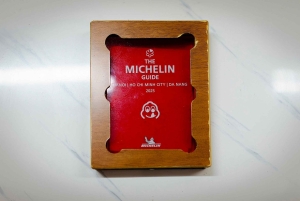 THE
MICHELIN
GUIDE
HO CHI MINH CITY | DA NANG
MICHELIN